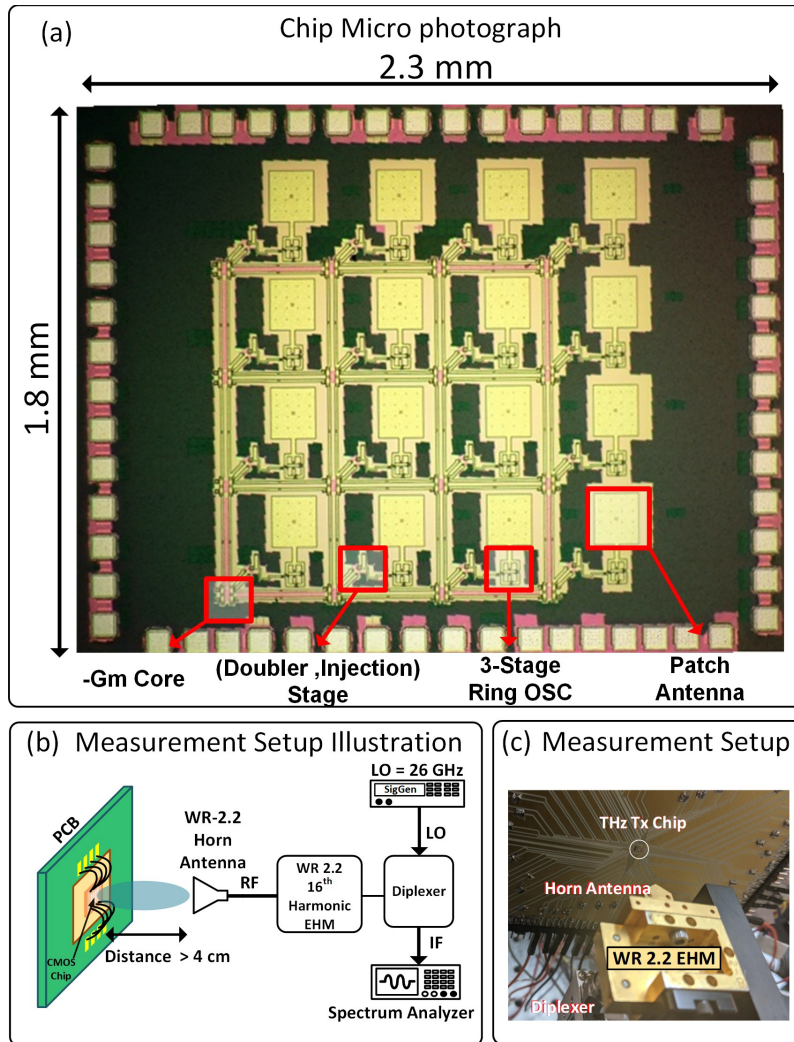 (a)
Chip Micro photograph
2.3 mm
1.8 mm
-Gm Core
(Doubler ,Injection)
Stage
3-Stage
Ring OSC
Patch
Antenna
(b) Measurement Setup Illustration
LO = 26 GHz
SigGen
PCB
WR-2.2
Horn
Antenna
LO
RF
WR 2.2
16th
Harmonic
EHM
Diplexer
CMOS
Chip
Distance > 4 cm
IF
Spectrum Analyzer
(c) Measurement Setup
THz Tx Chip
Horn Antenna
WR 2.2 EHM
Diplexer